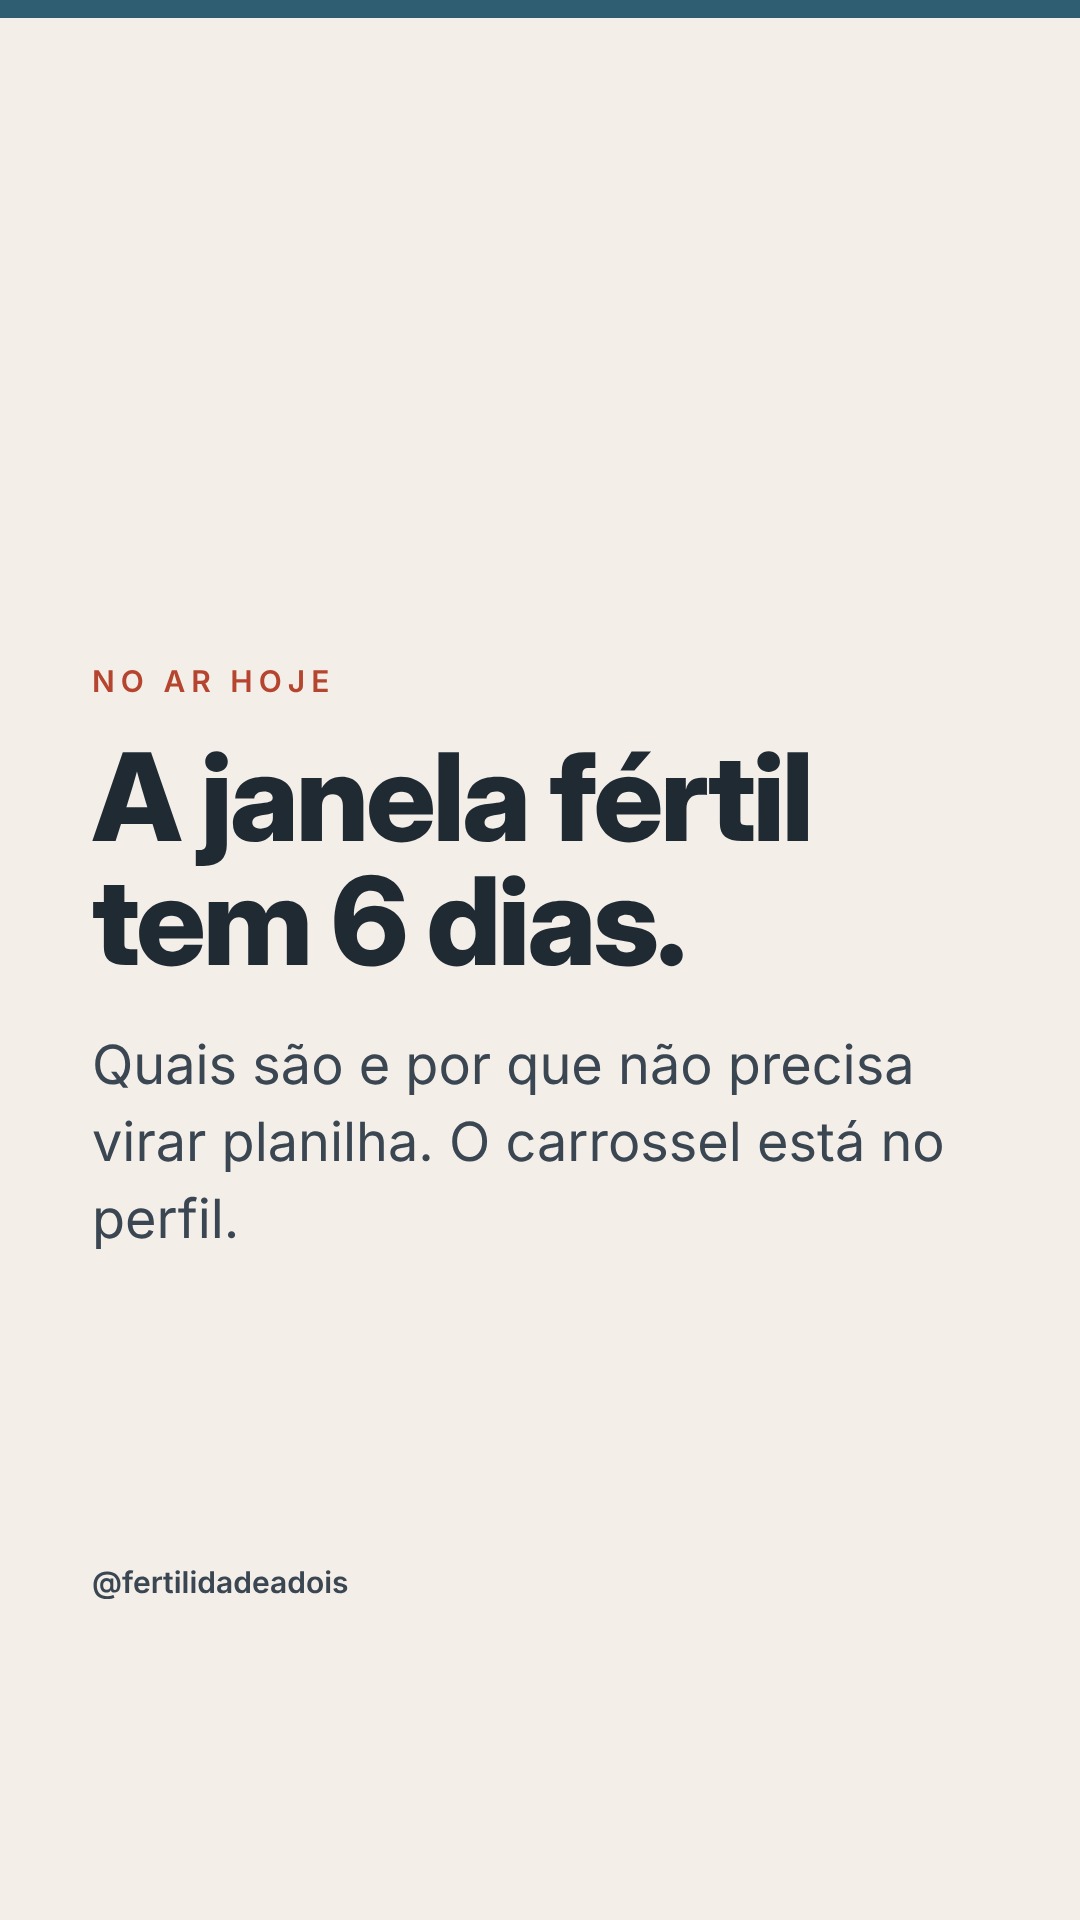 NO AR HOJE
A janela fértil
tem 6 dias.
Quais são e por que não precisa
virar planilha. O carrossel está no
perfil.
@fertilidadeadois